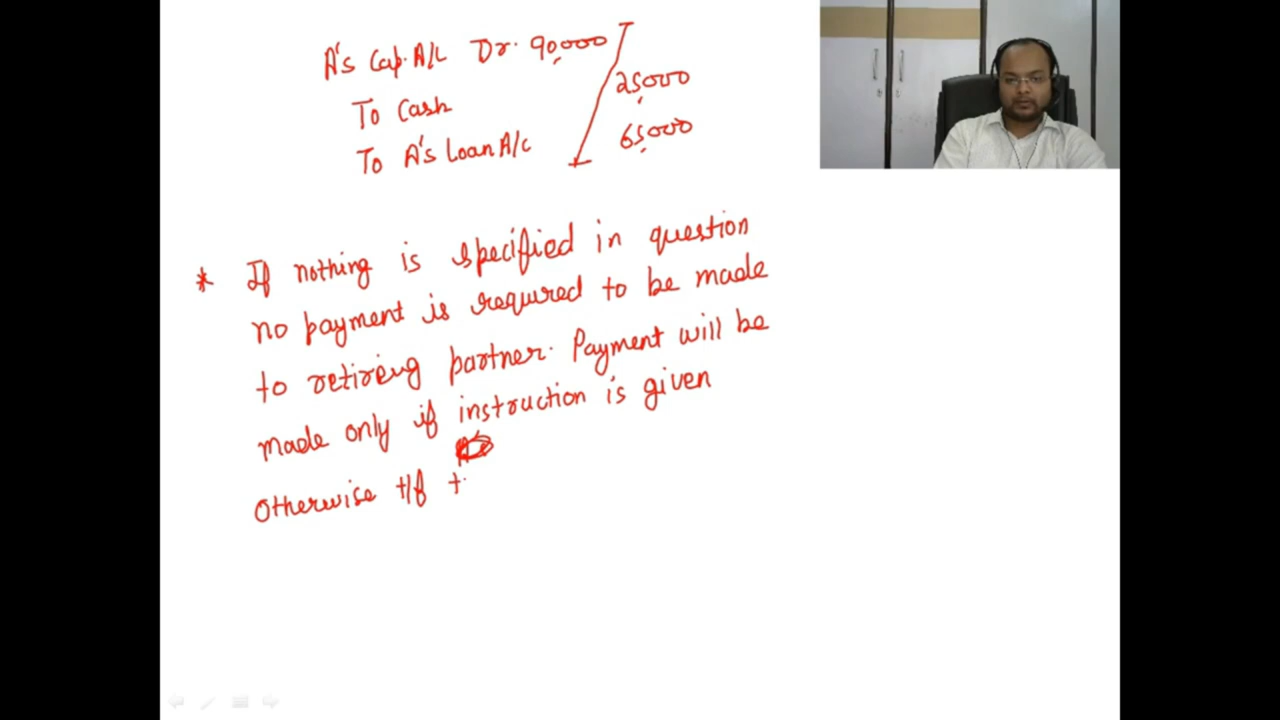 A's Cap. A/c Dr. 90,000
To Cash 25,000
To A's Loan A/c 65,000
* If nothing is specified in question
no payment is required to be made
to retiring partner. Payment will be
made only if instruction is given
Otherwise t/f t